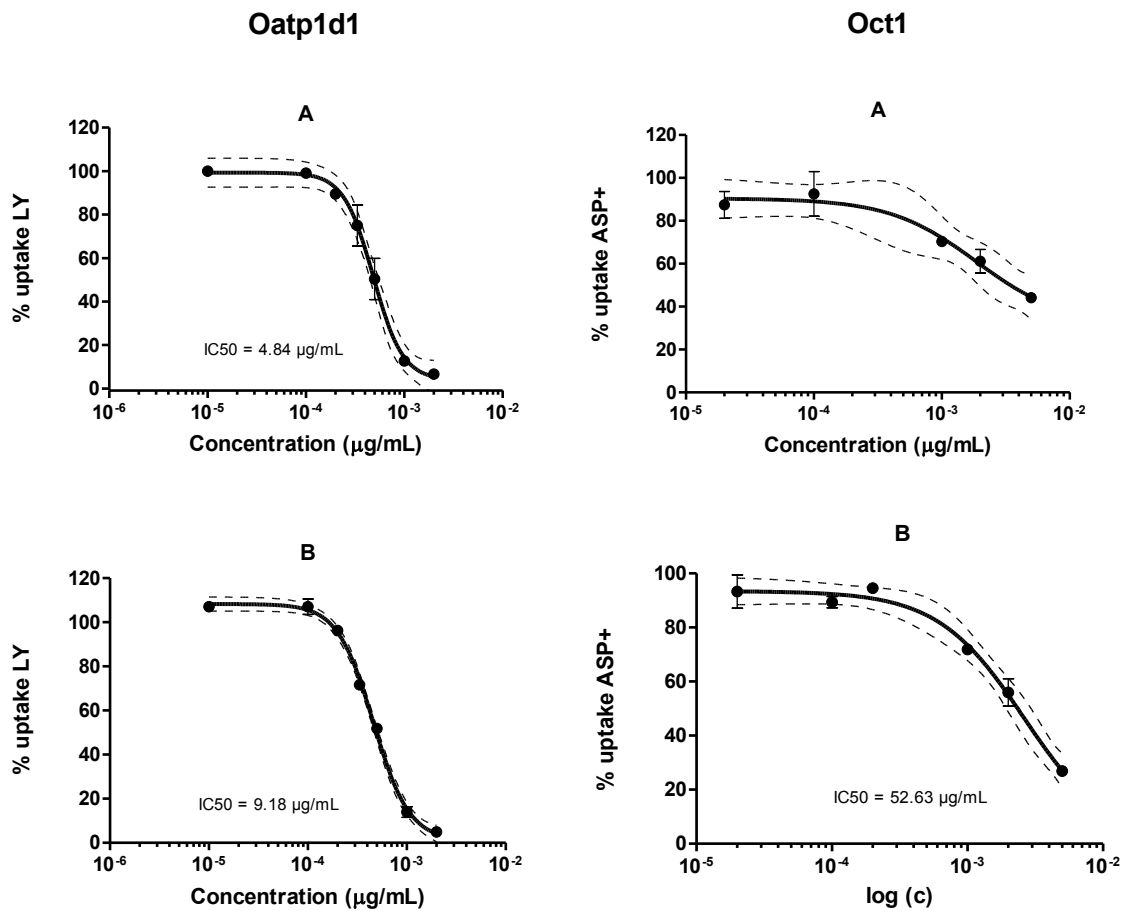 Oatp1d1
Oct1
A
% uptake LY
120
100
80
60
40
20
0
IC50 = 4.84 µg/mL
10-6
10-5
10-4
10-3
10-2
Concentration (µg/mL)
A
% uptake ASP+
120
100
80
60
40
20
0
10-5
10-4
10-3
10-2
Concentration (µg/mL)
B
% uptake LY
120
100
80
60
40
20
0
IC50 = 9.18 µg/mL
10-6
10-5
10-4
10-3
10-2
Concentration (µg/mL)
B
% uptake ASP+
100
80
60
40
20
0
IC50 = 52.63 µg/mL
10-5
10-4
10-3
10-2
log (c)